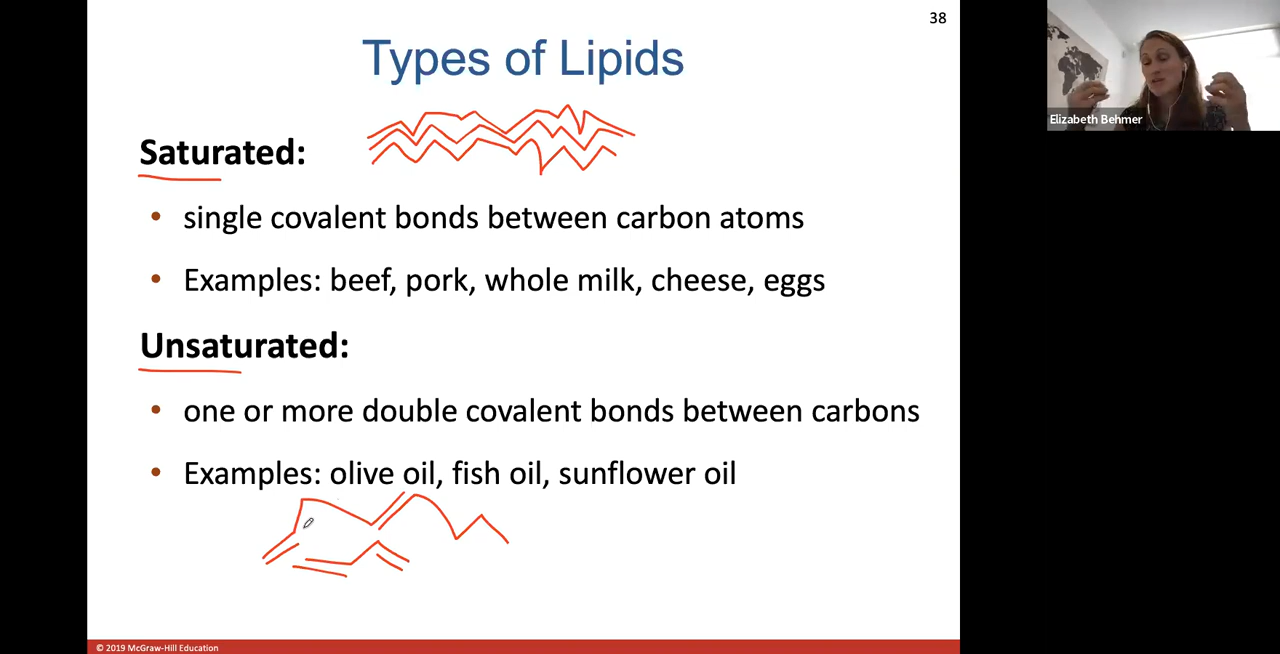 38
Types of Lipids
Elizabeth Behmer
Saturated:
• single covalent bonds between carbon atoms
• Examples: beef, pork, whole milk, cheese, eggs
Unsaturated:
• one or more double covalent bonds between carbons
• Examples: olive oil, fish oil, sunflower oil
© 2019 McGraw-Hill Education